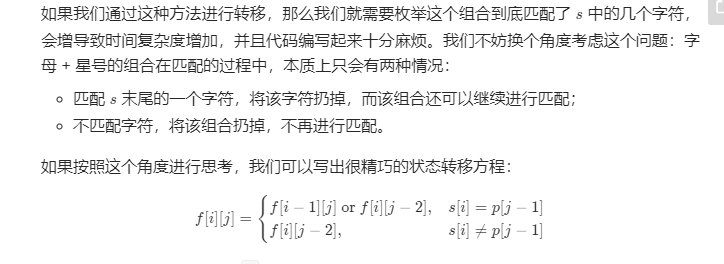 如果我们通过这种方法进行转移，那么我们就需要枚举这个组合到底匹配了 s 中的几个字符，
会增导致时间复杂度增加，并且代码编写起来十分麻烦。我们不妨换个角度考虑这个问题：字
母 + 星号的组合在匹配的过程中，本质上只会有两种情况：
匹配 s 末尾的一个字符，将该字符扔掉，而该组合还可以继续进行匹配；
不匹配字符，将该组合扔掉，不再进行匹配。
如果按照这个角度进行思考，我们可以写出很精巧的状态转移方程：
f[i][j] = { f[i − 1][j] or f[i][j − 2], s[i] = p[j − 1]
f[i][j − 2], s[i] ≠ p[j − 1]